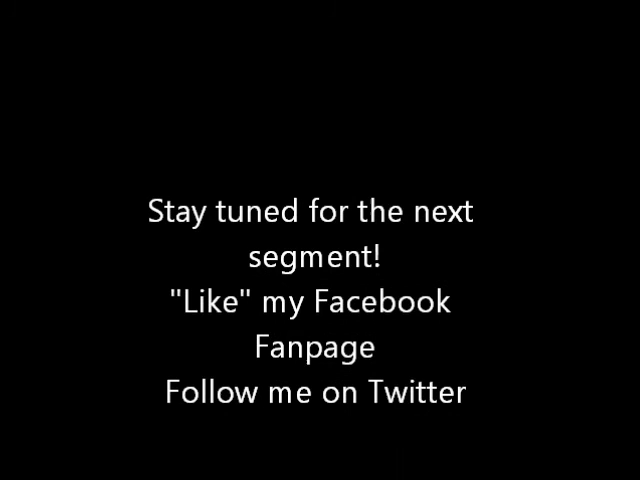 Stay tuned for the next
segment!
"Like" my Facebook
Fanpage
Follow me on Twitter